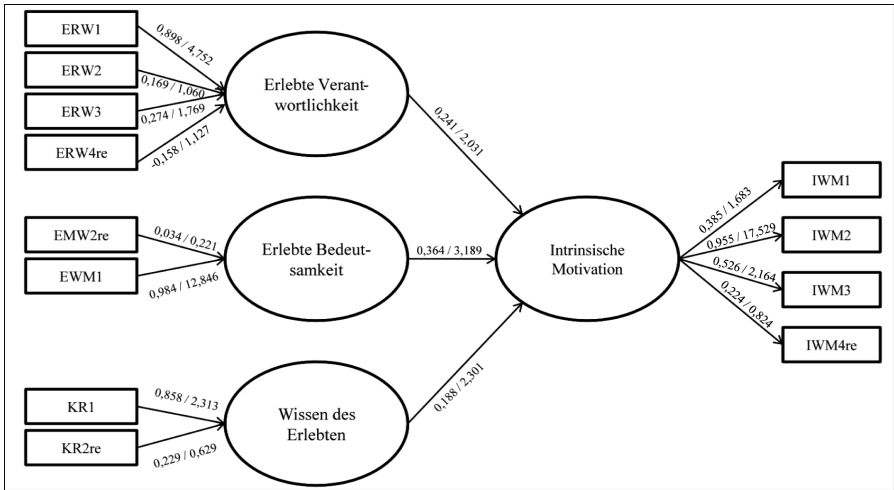 ERW1
0,898 / 4,752
ERW2
0,169 / 1,060
ERW3
0,274 / 1,769
ERW4re
-0,158 / 1,127
Erlebte Verant-
wortlichkeit
0,241 / 2,031
EMW2re
0,034 / 0,221
EWM1
0,984 / 12,846
Erlebte Bedeut-
samkeit
0,364 / 3,189
KR1
0,858 / 2,313
KR2re
0,229 / 0,629
Wissen des
Erlebten
0,188 / 2,301
Intrinsische
Motivation
0,385 / 1,683
IWM1
0,955 / 17,529
IWM2
0,526 / 2,164
IWM3
0,224 / 0,824
IWM4re